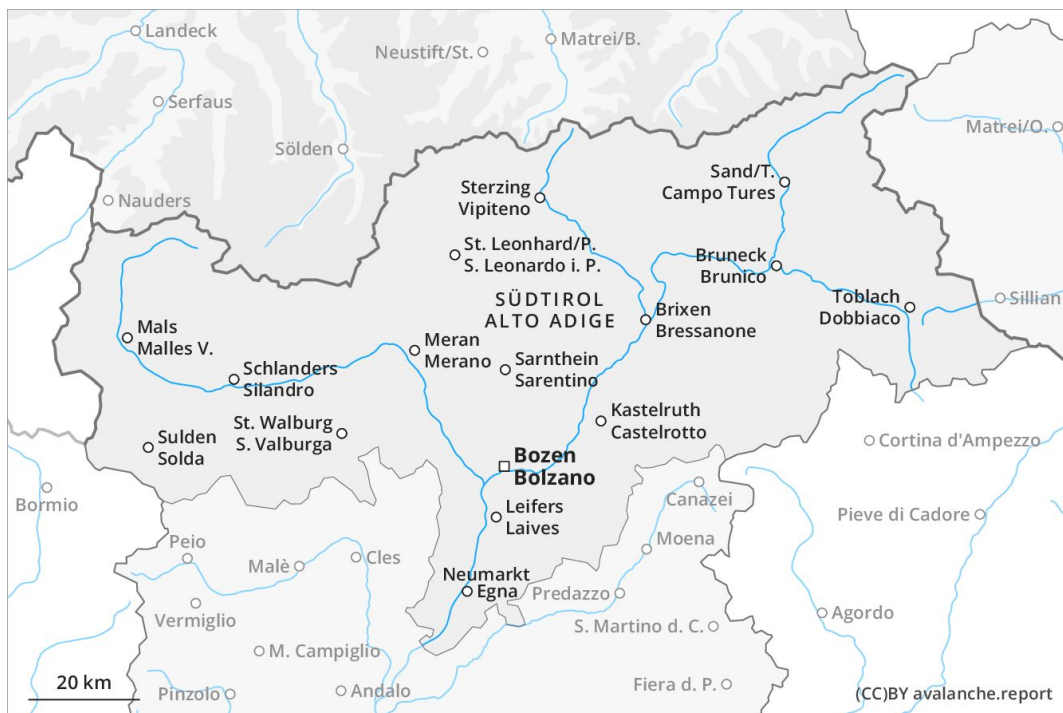 Landeck
Neustift/St.
Matrei/B.
Serfaus
Sölden
Matrei/O.
Nauders
Sterzing
Vipiteno
Sand/T.
Campo Tures
St. Leonhard/P.
S. Leonardo i. P.
Bruneck
Brunico
SÜDTIROL
ALTO ADIGE
Toblach
Dobbiaco
Sillian
Mals
Malles V.
Meran
Merano
Brixen
Bressanone
Schlanders
Silandro
Sarnthein
Sarentino
St. Walburg
S. Valburga
Kastelruth
Castelrotto
Sulden
Solda
Cortina d'Ampezzo
Bozen
Bolzano
Bormio
Canazei
Leifers
Laives
Pieve di Cadore
Peio
Malè
Cles
Moena
Neumarkt
Egna
Predazzo
Vermiglio
Agordo
S. Martino d. C.
M. Campiglio
20 km
Pinzolo
Andalo
Fiera d. P.
(CC)BY avalanche.report